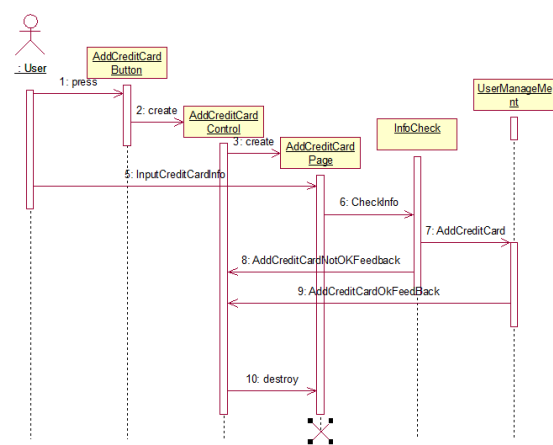 : User
AddCreditCard
Button
1: press
2: create
AddCreditCard
Control
3: create
AddCreditCard
Page
InfoCheck
UserManageMe
nt
5: InputCreditCardInfo
6: CheckInfo
7: AddCreditCard
8: AddCreditCardNotOKFeedback
9: AddCreditCardOkFeedBack
10: destroy